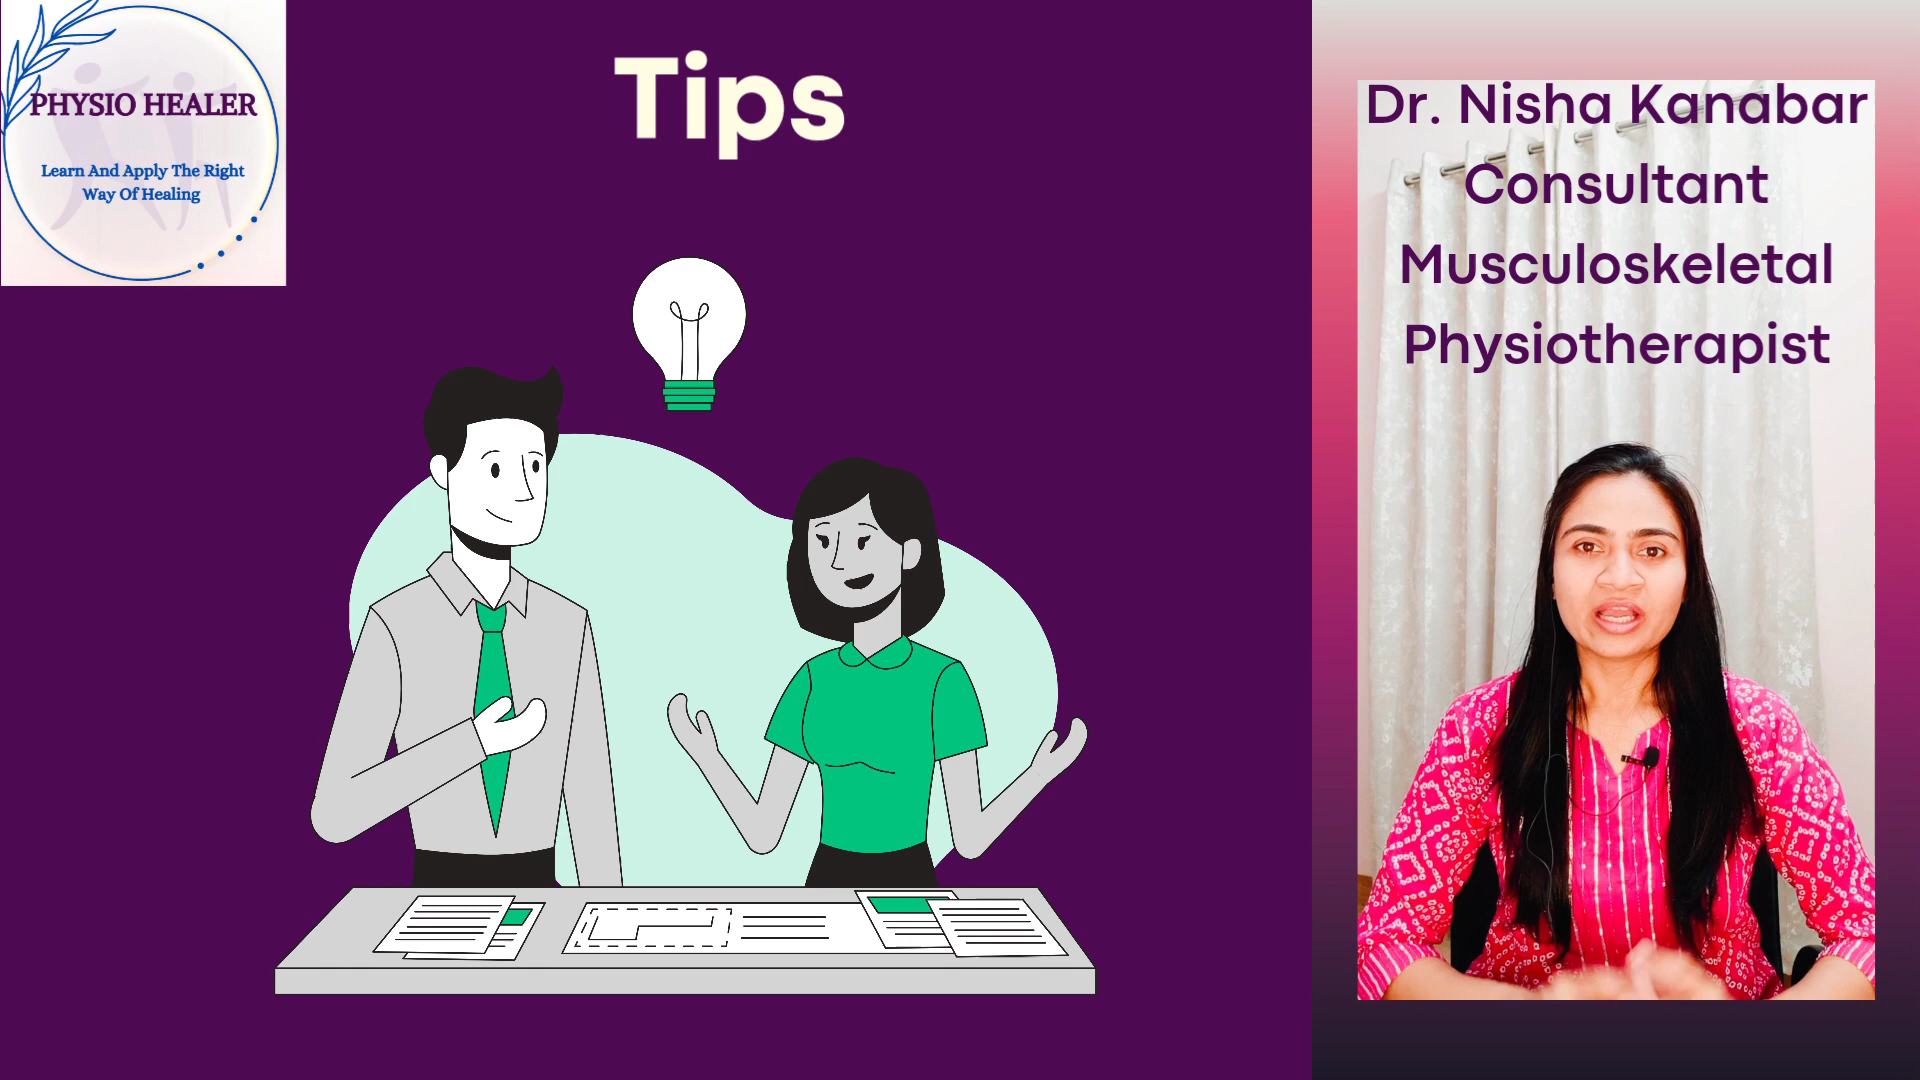 PHYSIO HEALER
Learn And Apply The Right
Way Of Healing
Tips
Dr. Nisha Kanabar
Consultant
Musculoskeletal
Physiotherapist